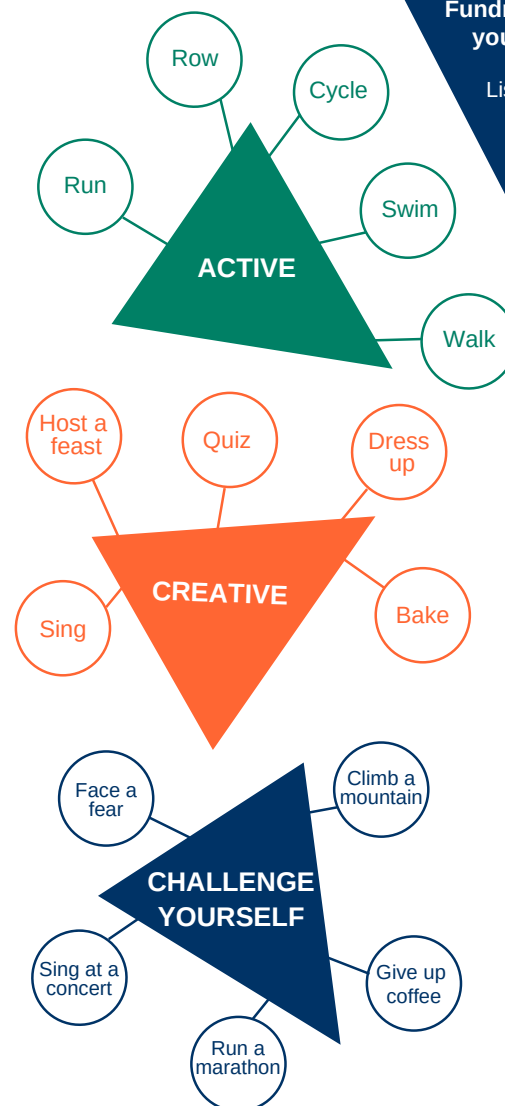 Row
Cycle
Run
Swim
ACTIVE
Walk
Host a
feast
Quiz
Dress
up
CREATIVE
Sing
Bake
Face a
fear
Climb a
mountain
CHALLENGE
YOURSELF
Sing at a
concert
Give up
coffee
Run a
marathon